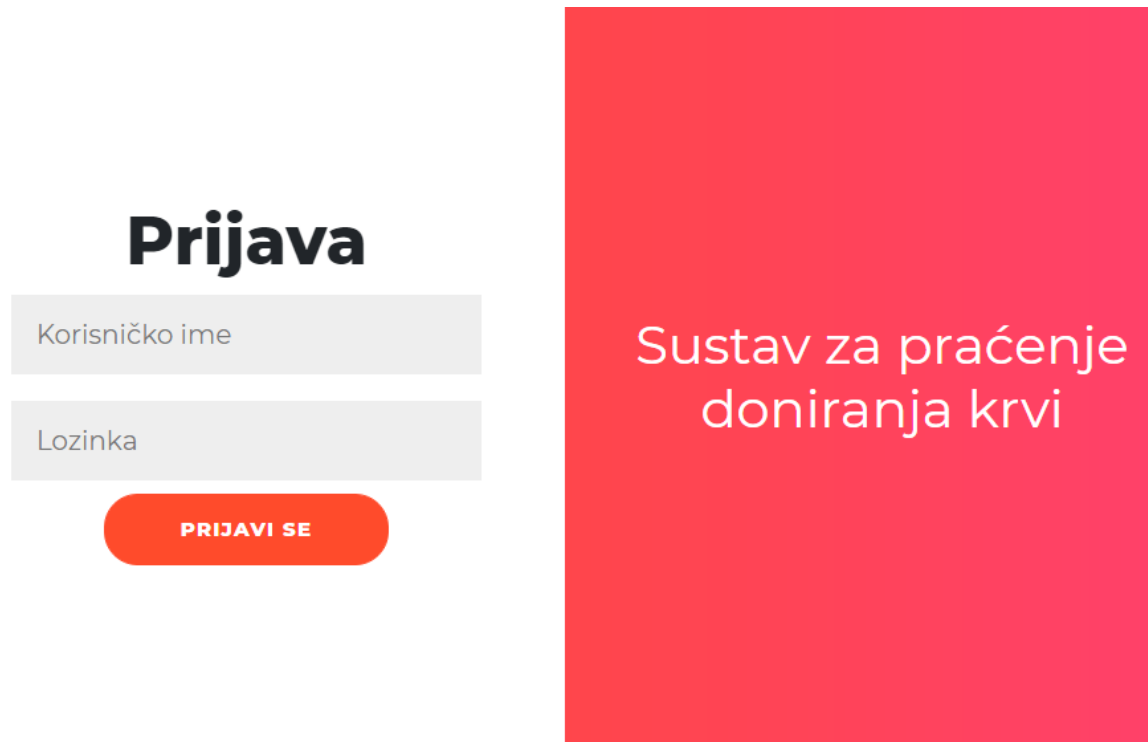 Prijava
Korisničko ime
Lozinka
PRIJAVI SE
Sustav za praćenje
doniranja krvi